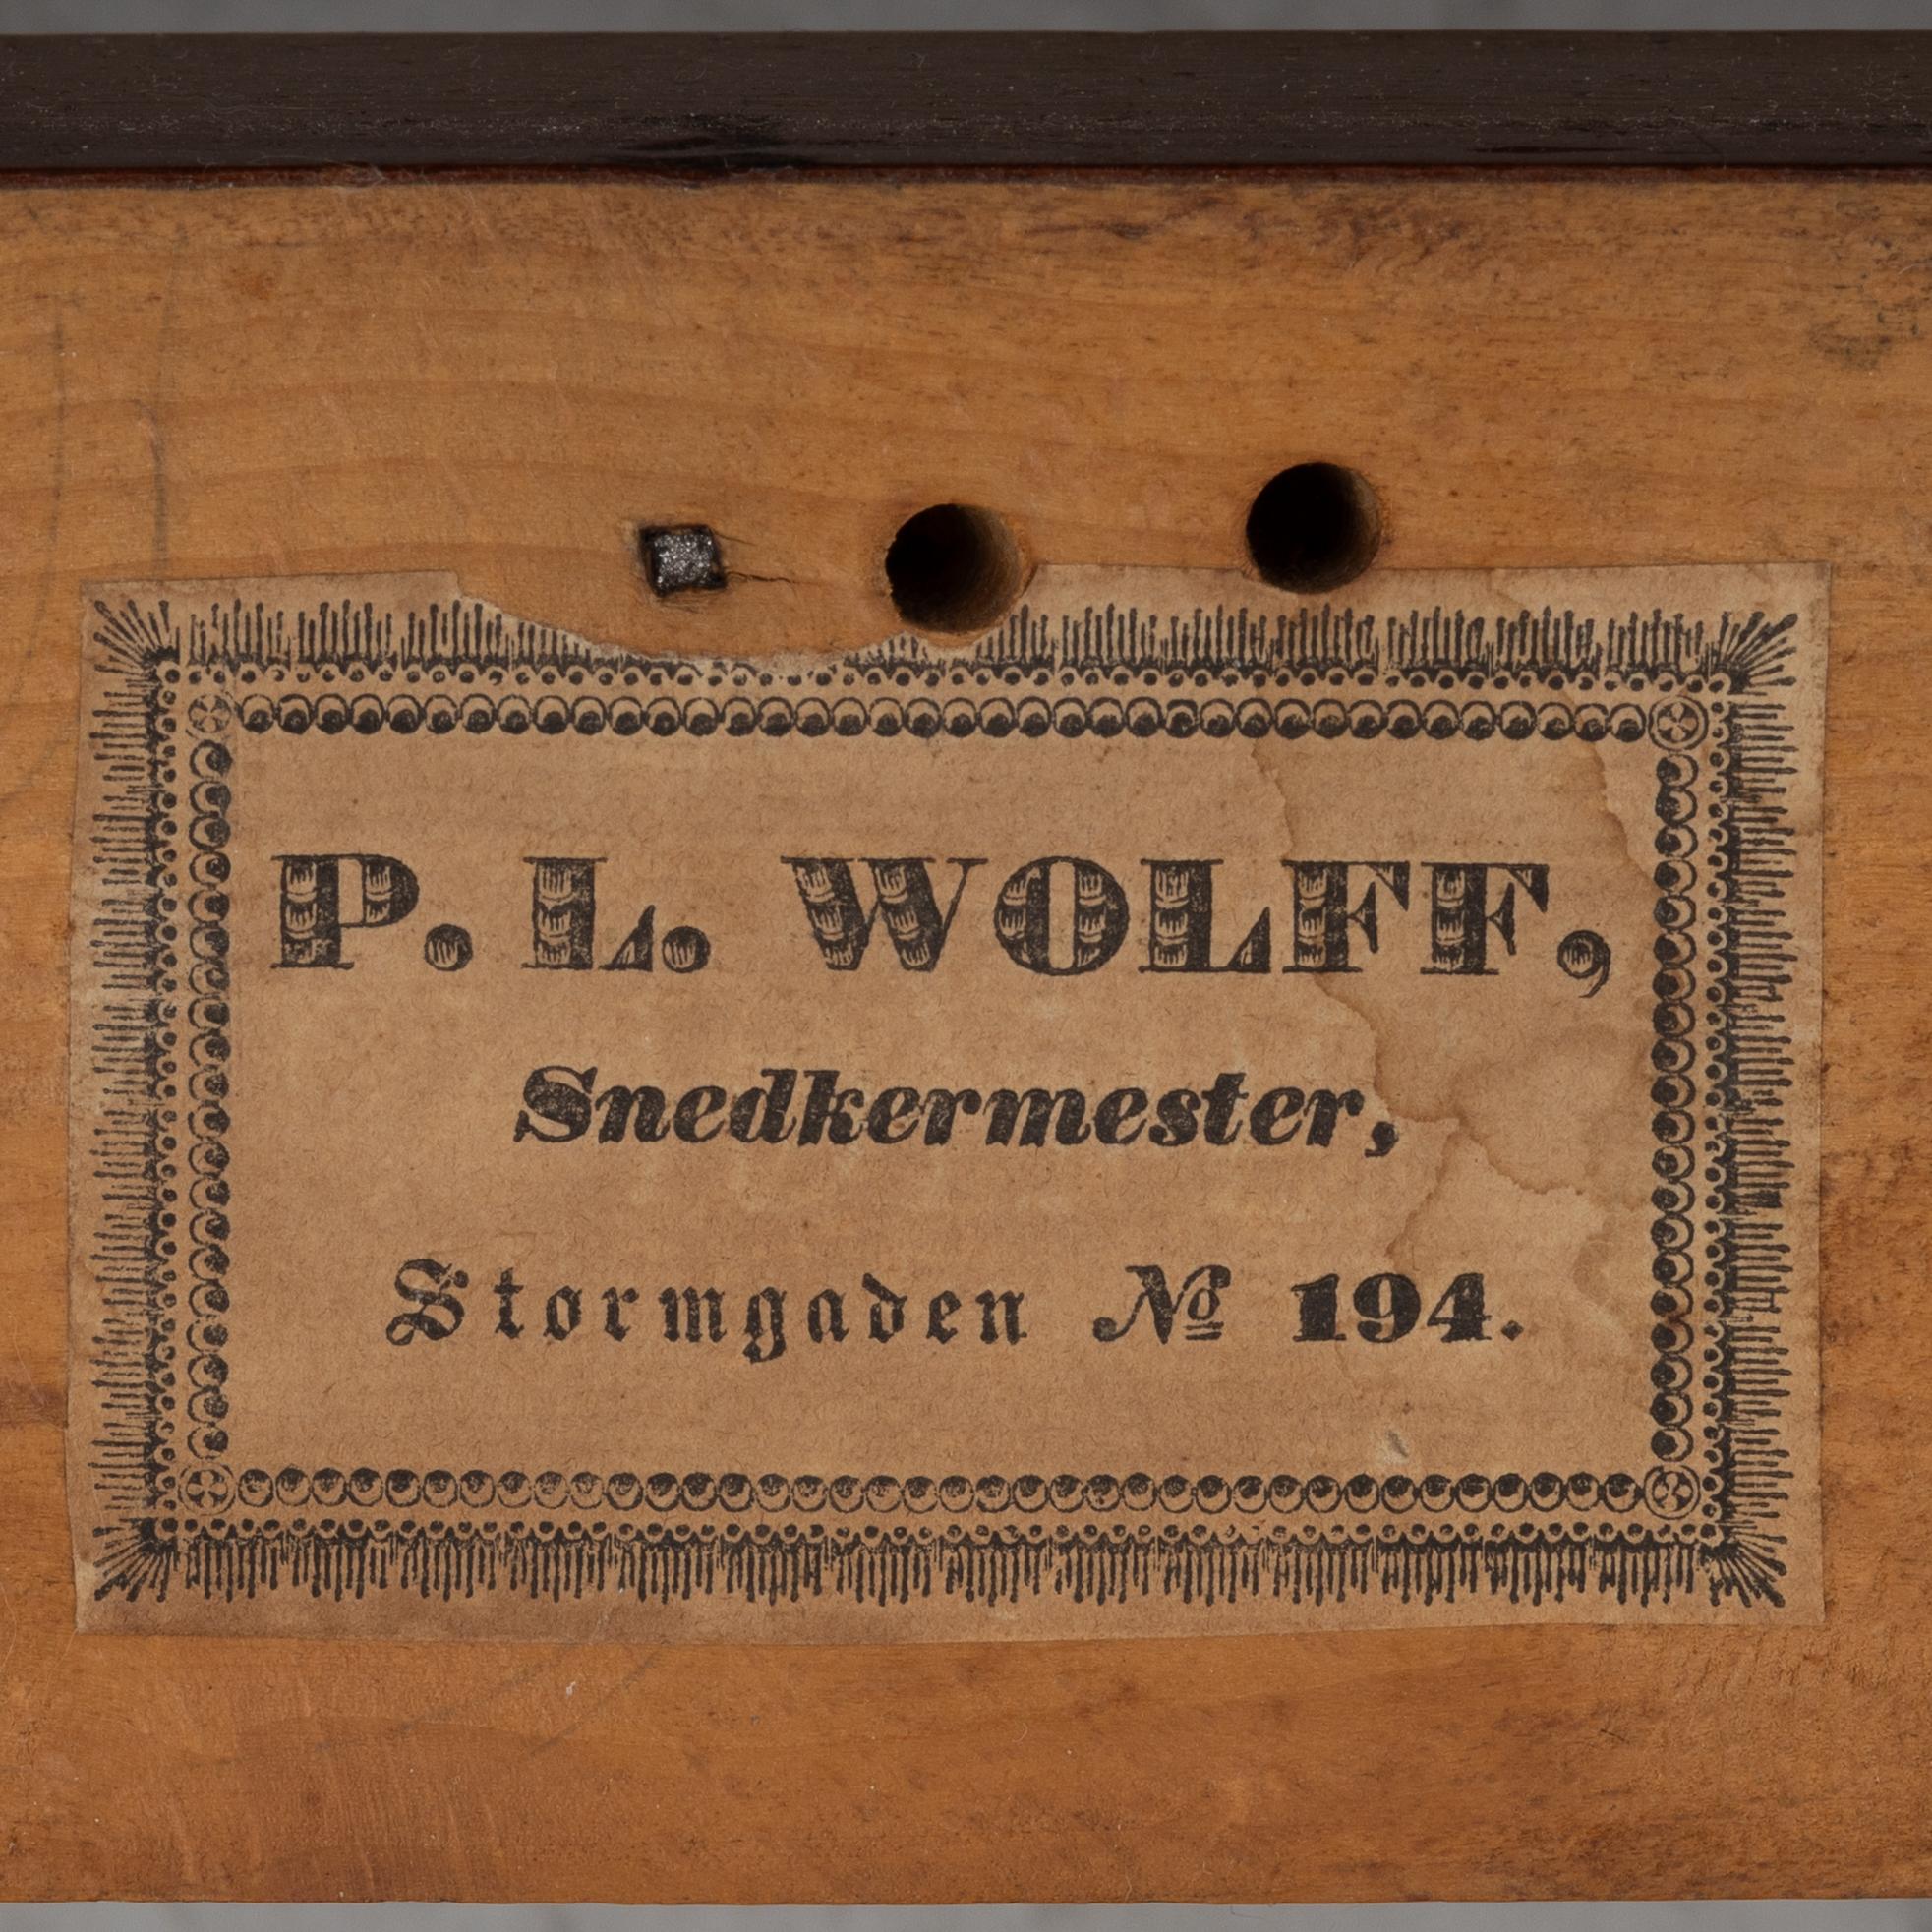 P. L. WOLFF,
Snedkermester,
Stormgaden № 194.